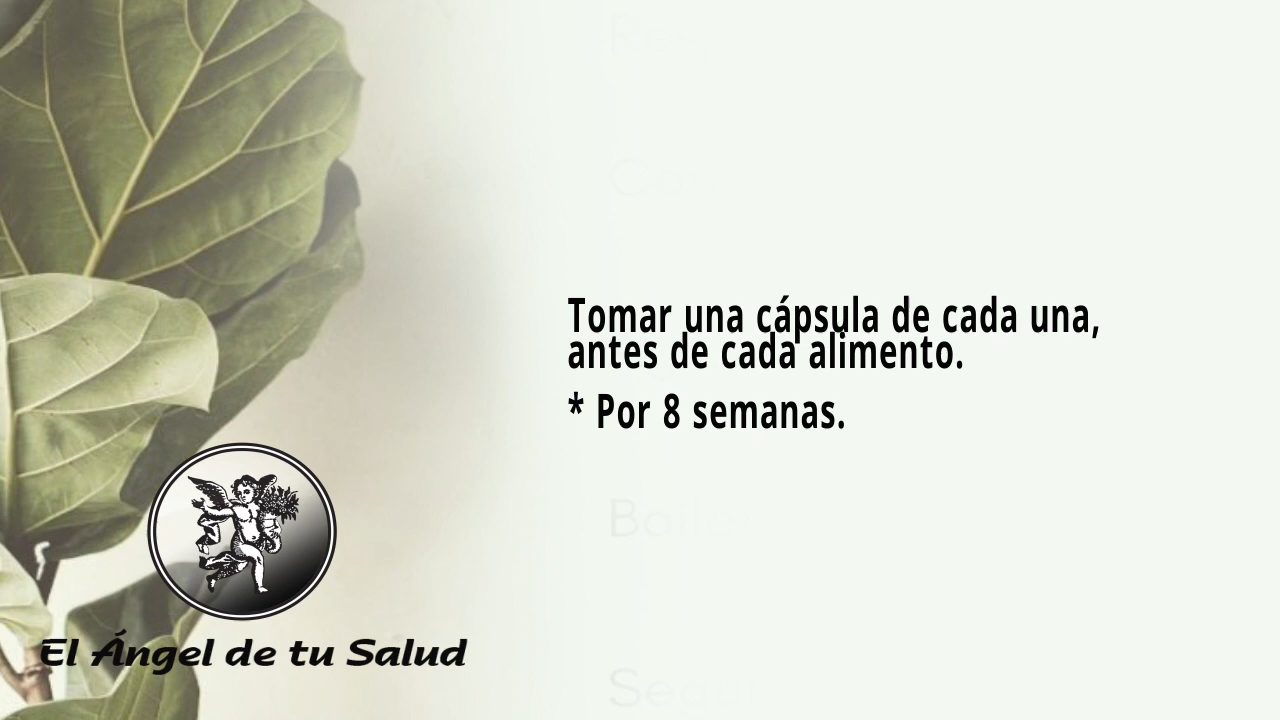 Tomar una cápsula de cada una,
antes de cada alimento.
* Por 8 semanas.
El Ángel de tu Salud